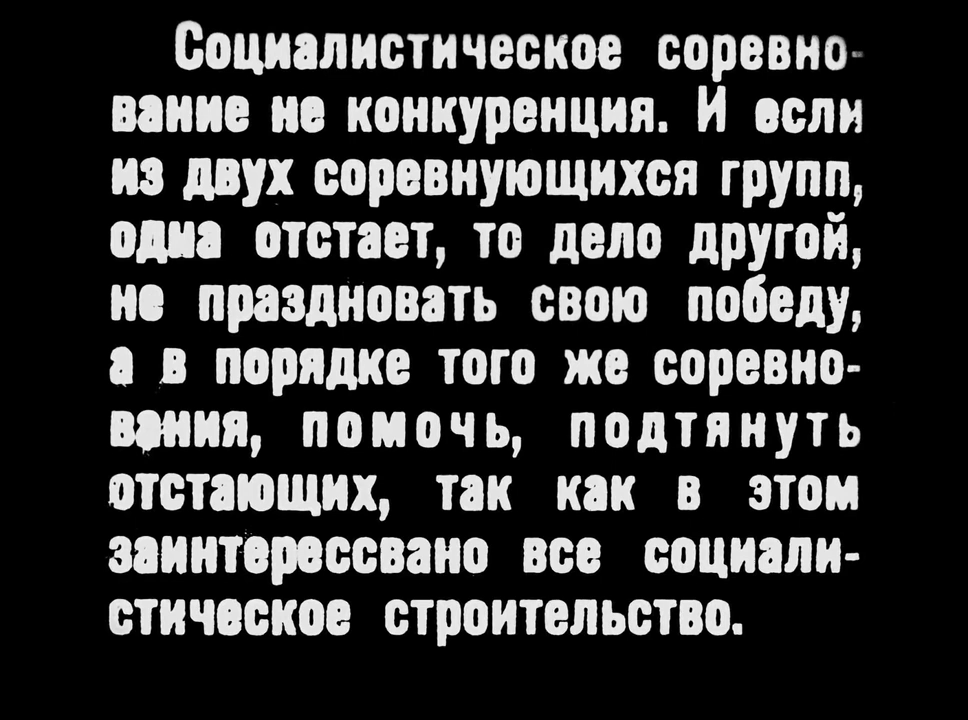 Социалистическое соревно-
вание не конкуренция. И если
из двух соревнующихся групп,
одна отстает, то дело другой,
не праздновать свою победу,
а в порядке того же соревно-
вания, помочь, подтянуть
отстающих, так как в этом
заинтерессвано все социали-
стическое строительство.